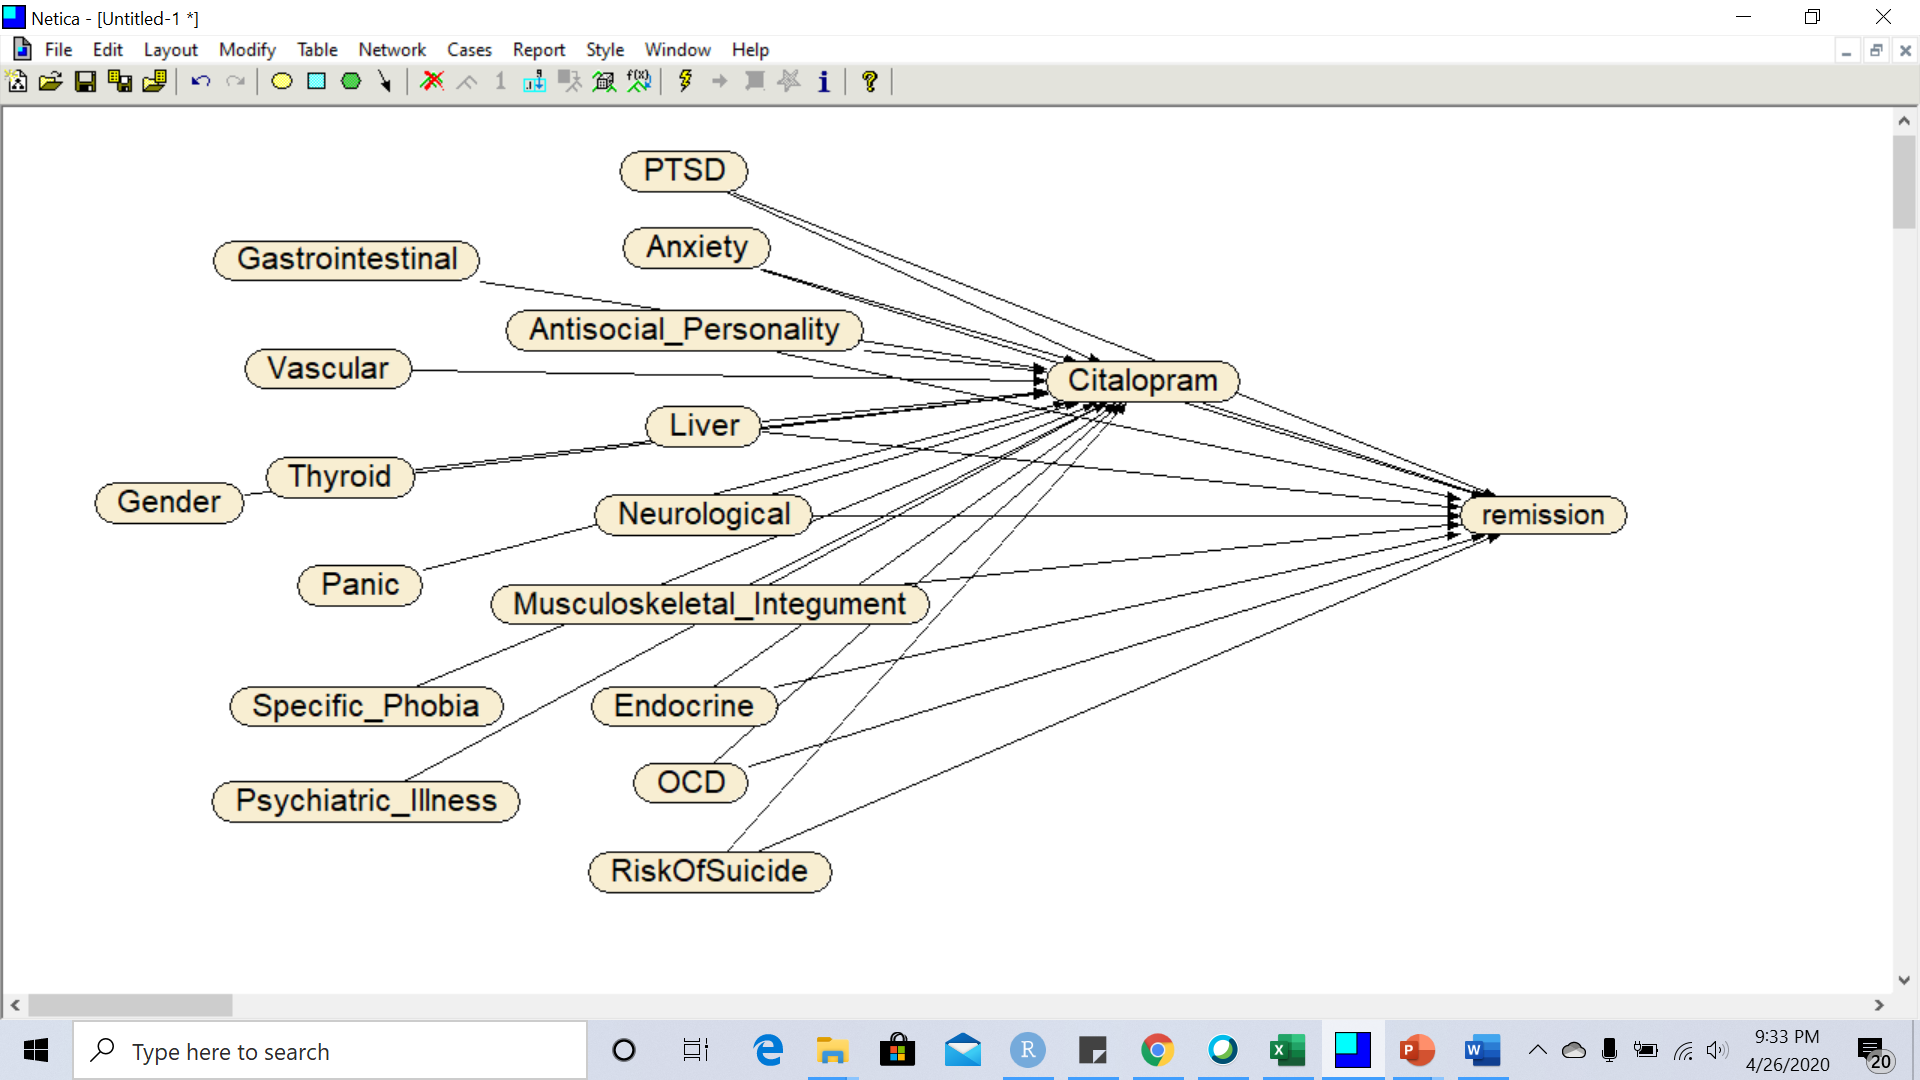 Netica - [Untitled-1 *]
File Edit Layout Modify Table Network Cases Report Style Window Help
1 f(x) i ?
PTSD
Anxiety
Gastrointestinal
Antisocial_Personality
Vascular
Citalopram
Liver
Thyroid
Gender
Neurological
remission
Panic
Musculoskeletal_Integument
Specific_Phobia
Endocrine
OCD
Psychiatric_Illness
RiskOfSuicide
Type here to search
R
P
W
9:33 PM
4/26/2020
20